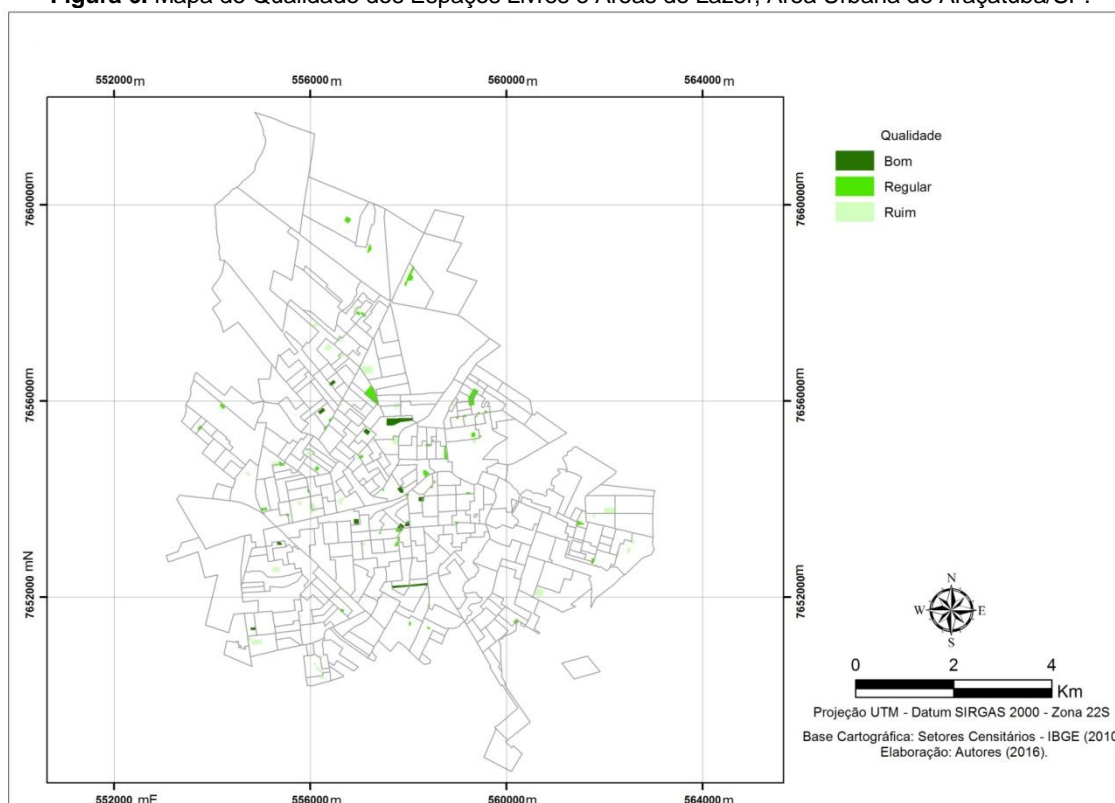 Mapa de Qualidade dos Espaços Livres e Áreas de Lazer, Área Urbana de Araçatuba/SP.
552000 m 556000 m 560000 m 564000 m
Qualidade
Bom
Regular
Ruim
7660000 m 7660000 m
7656000 m 7656000 m
7652000 mN 7652000 m
N
W E
S
0 2 4
Km
Projeção UTM - Datum SIRGAS 2000 - Zona 22S
Base Cartográfica: Setores Censitários - IBGE (2010
Elaboração: Autores (2016).
552000 mE 556000 m 560000 m 564000 m